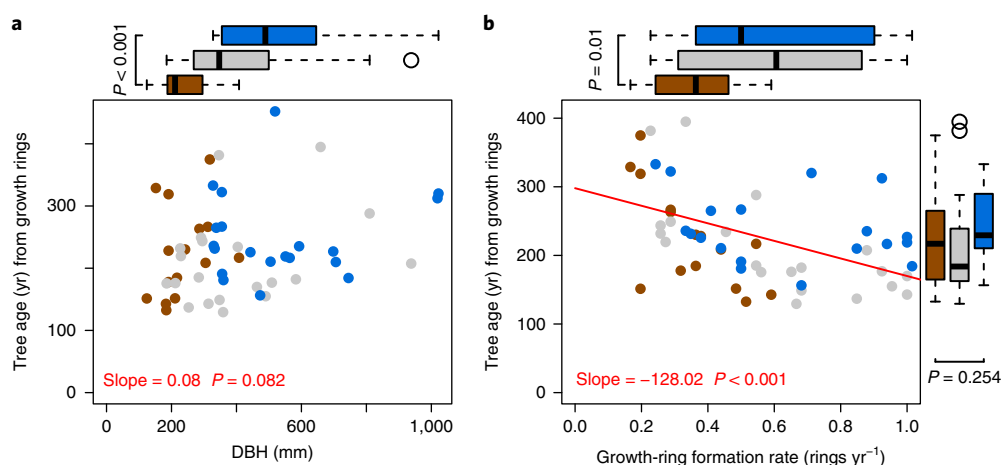 a
P < 0.001
Tree age (yr) from growth rings
300
100
0
Slope = 0.08 P = 0.082
0 200 600 1,000
DBH (mm)
b
P = 0.01
Tree age (yr) from growth rings
400
300
200
100
0
Slope = −128.02 P < 0.001
0.0 0.2 0.4 0.6 0.8 1.0
Growth-ring formation rate (rings yr⁻¹)
P = 0.254